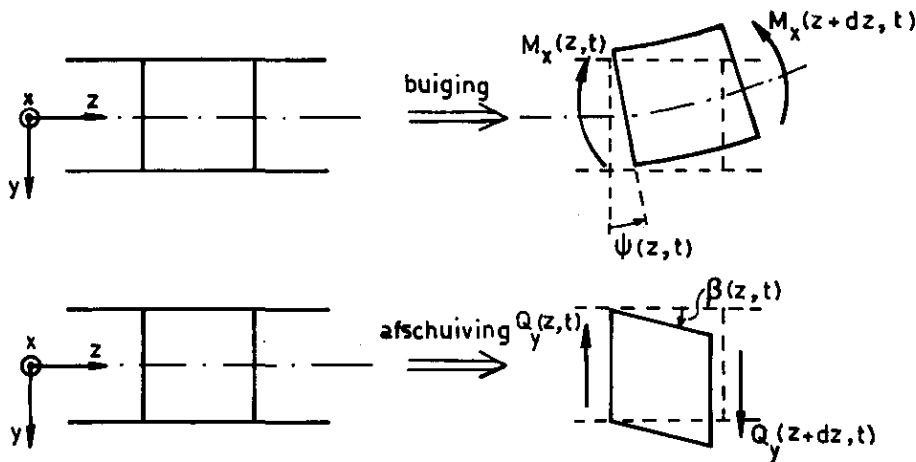 M_x(z,t)
M_x(z+dz,t)
x
z
y
buiging
ψ(z,t)
x
z
y
afschuiving
Q_y(z,t)
β(z,t)
Q_y(z+dz,t)